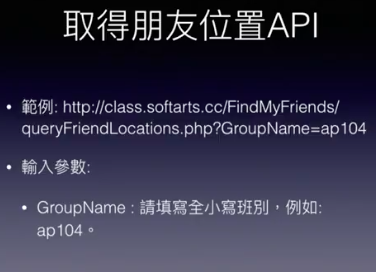 取得朋友位置API
• 範例: http://class.softarts.cc/FindMyFriends/
queryFriendLocations.php?GroupName=ap104
• 輸入參數:
• GroupName : 請填寫全小寫班別，例如:
ap104。